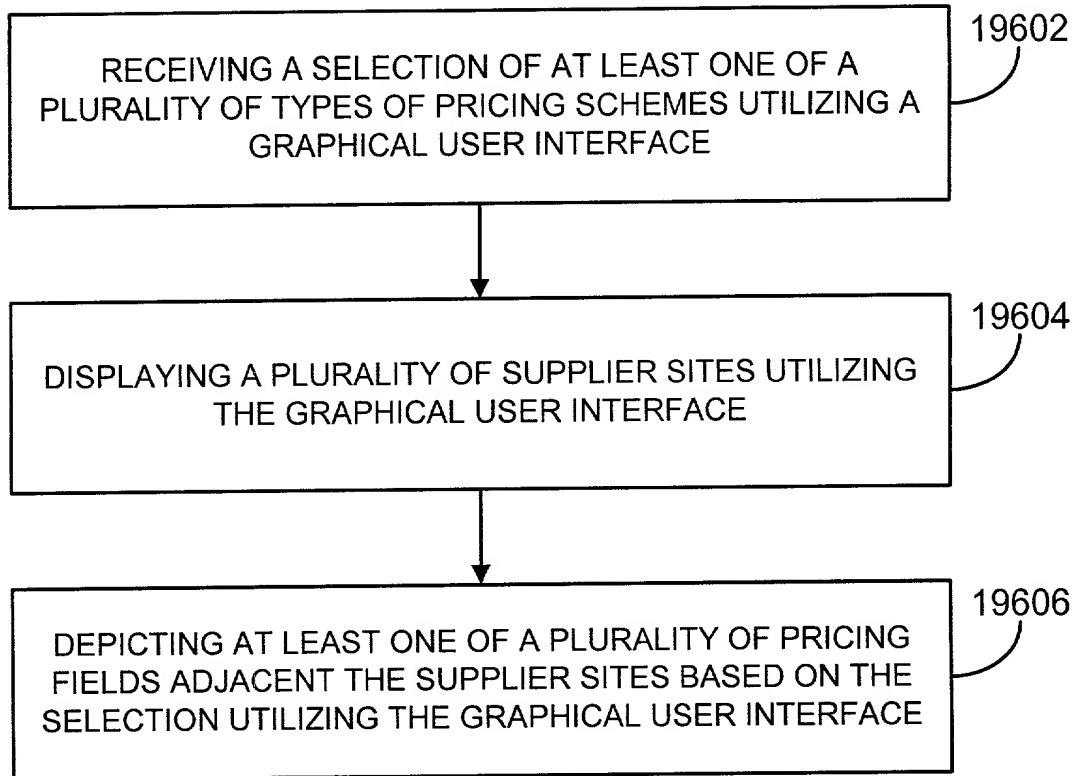 19602
RECEIVING A SELECTION OF AT LEAST ONE OF A
PLURALITY OF TYPES OF PRICING SCHEMES UTILIZING A
GRAPHICAL USER INTERFACE
19604
DISPLAYING A PLURALITY OF SUPPLIER SITES UTILIZING
THE GRAPHICAL USER INTERFACE
19606
DEPICTING AT LEAST ONE OF A PLURALITY OF PRICING
FIELDS ADJACENT THE SUPPLIER SITES BASED ON THE
SELECTION UTILIZING THE GRAPHICAL USER INTERFACE